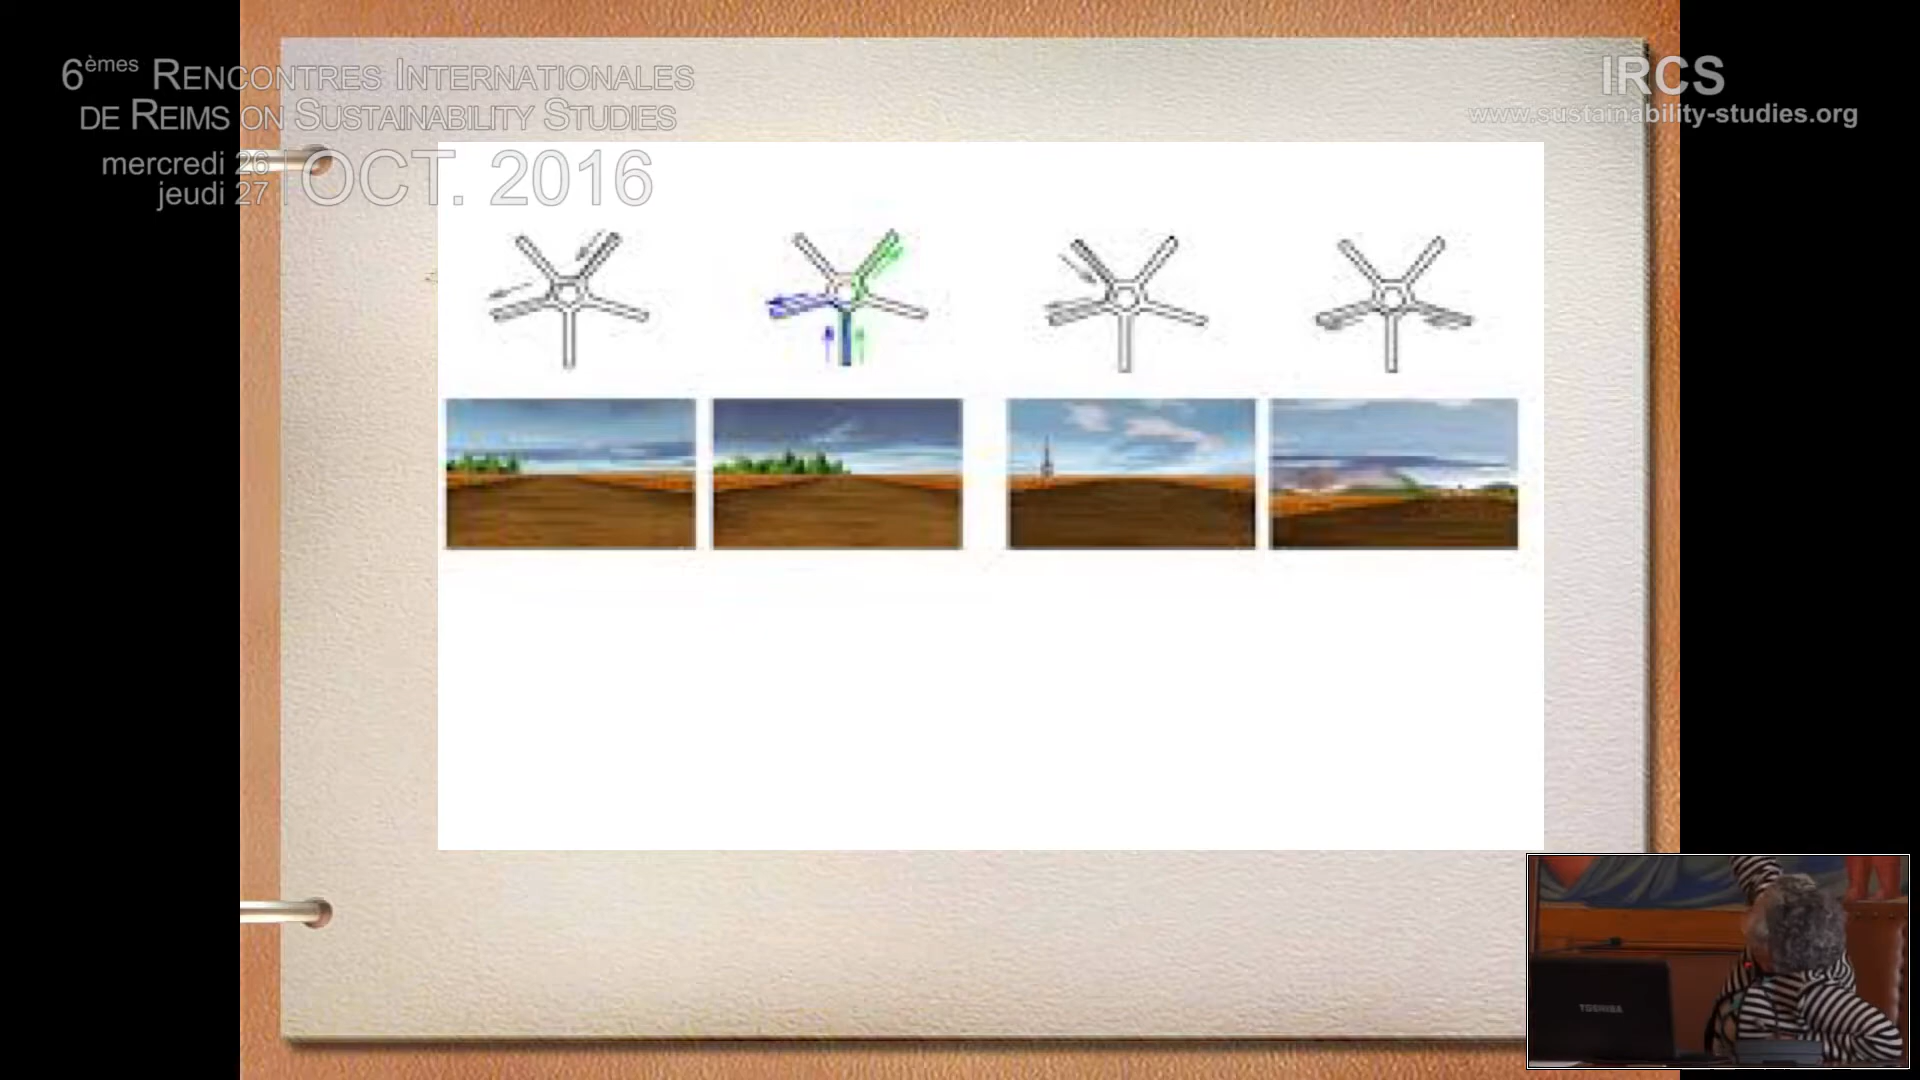 6èmes RENCONTRES INTERNATIONALES
DE REIMS ON SUSTAINABILITY STUDIES
mercredi 26
jeudi 27
OCT. 2016
IRCS
www.sustainability-studies.org
TOSHIBA